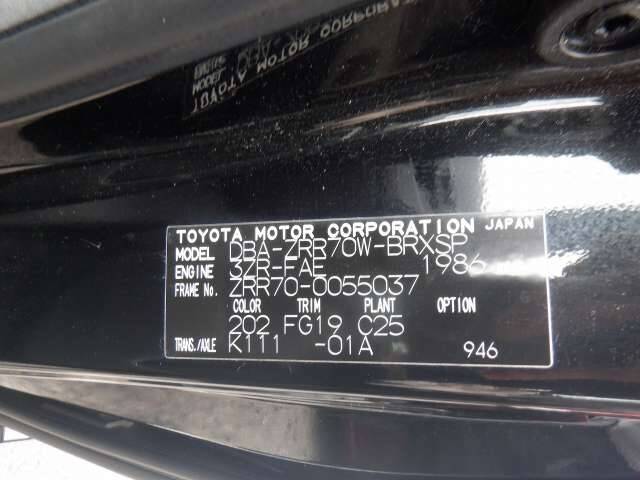 TOYOTA MOTOR CORPORATION JAPAN
MODEL DBA-ZRR70W-BRXSP
ENGINE 3ZR-FAE 1986
FRAME No. ZRR70-0055037
COLOR TRIM PLANT OPTION
202 FG19 C25
TRANS./AXLE K111 -01A 946